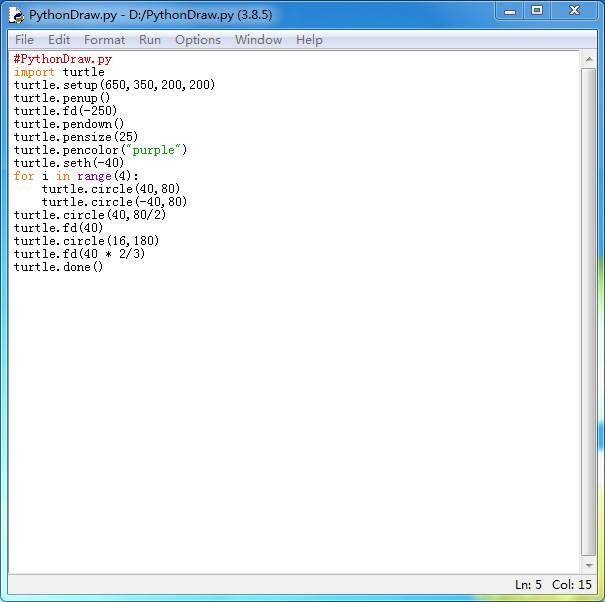 PythonDraw.py - D:/PythonDraw.py (3.8.5)
File Edit Format Run Options Window Help
#PythonDraw.py
import turtle
turtle.setup(650,350,200,200)
turtle.penup()
turtle.fd(-250)
turtle.pendown()
turtle.pensize(25)
turtle.pencolor("purple")
turtle.seth(-40)
for i in range(4):
    turtle.circle(40,80)
    turtle.circle(-40,80)
turtle.circle(40,80/2)
turtle.fd(40)
turtle.circle(16,180)
turtle.fd(40 * 2/3)
turtle.done()
Ln: 5 Col: 15